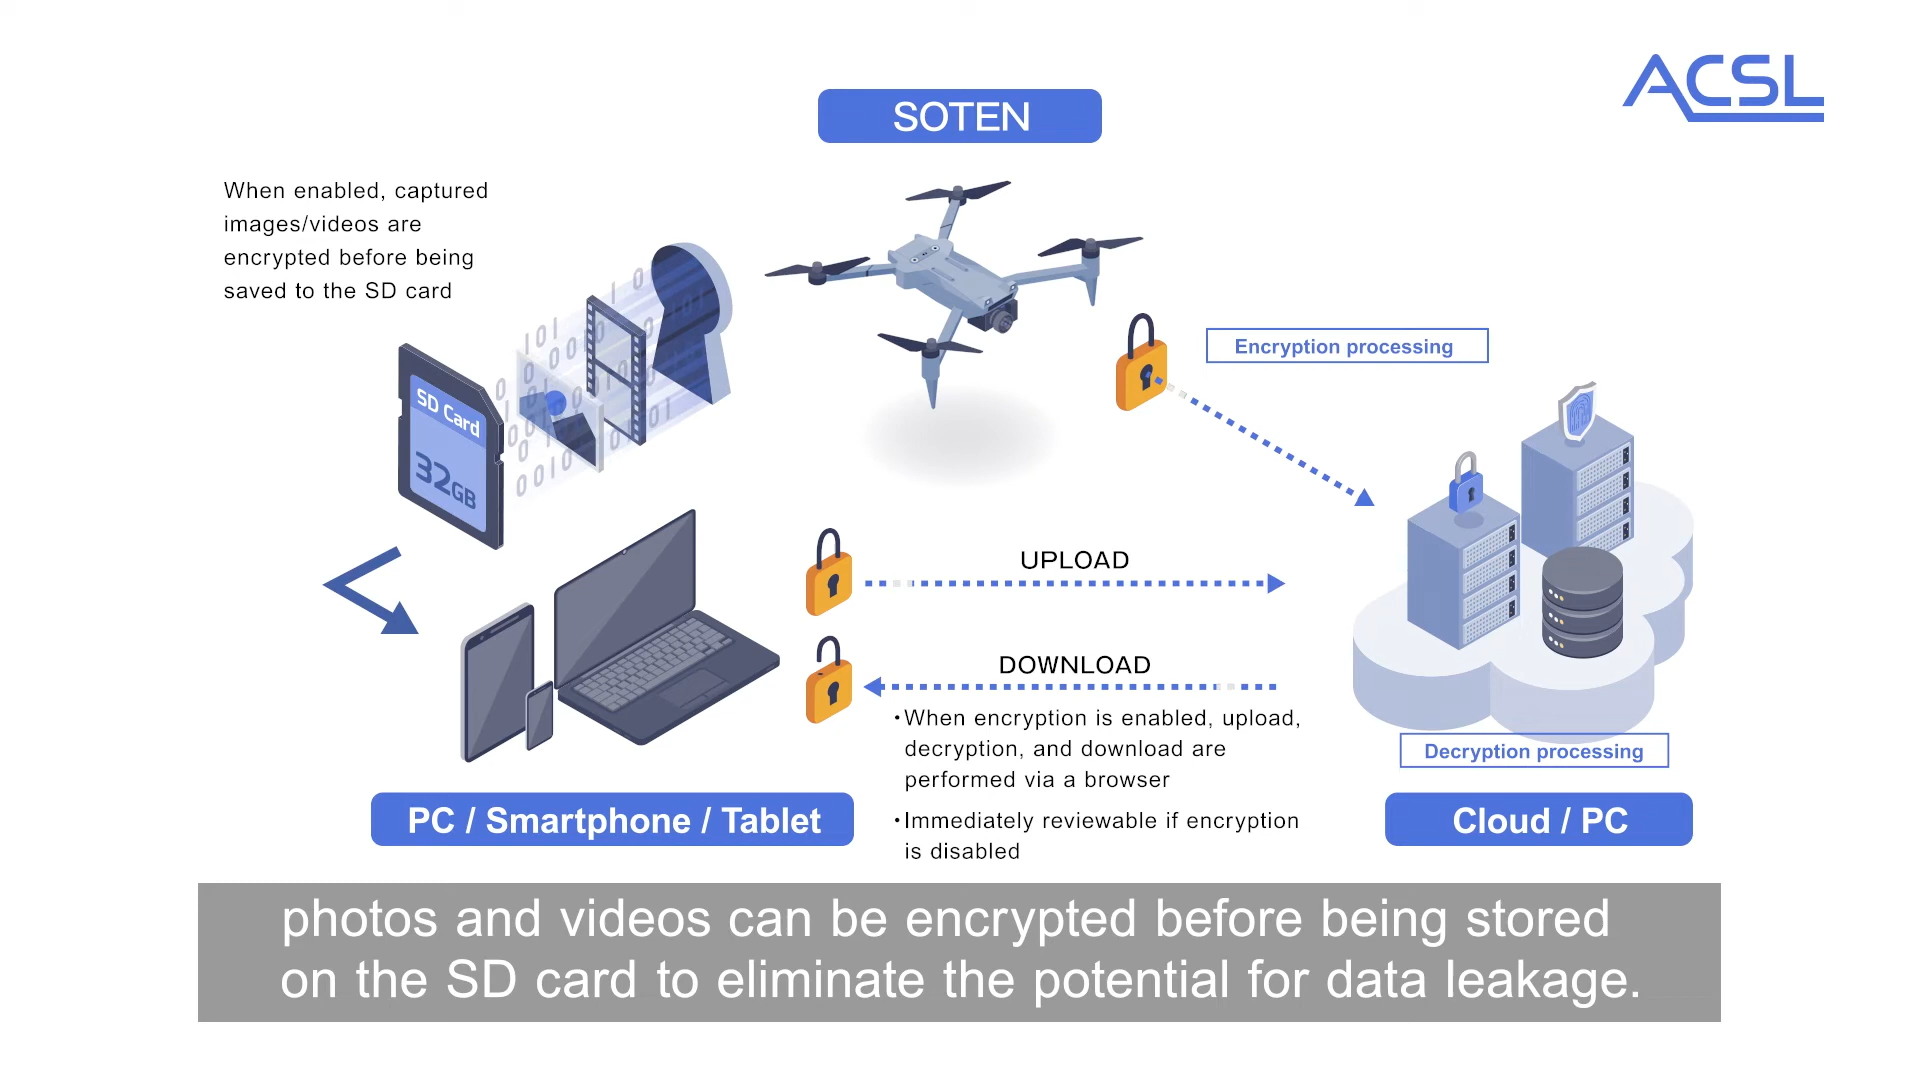 ACSL
SOTEN
When enabled, captured
images/videos are
encrypted before being
saved to the SD card
SD Card
32GB
Encryption processing
UPLOAD
DOWNLOAD
・When encryption is enabled, upload,
decryption, and download are
performed via a browser
・Immediately reviewable if encryption
is disabled
Decryption processing
PC / Smartphone / Tablet
Cloud / PC
photos and videos can be encrypted before being stored
on the SD card to eliminate the potential for data leakage.